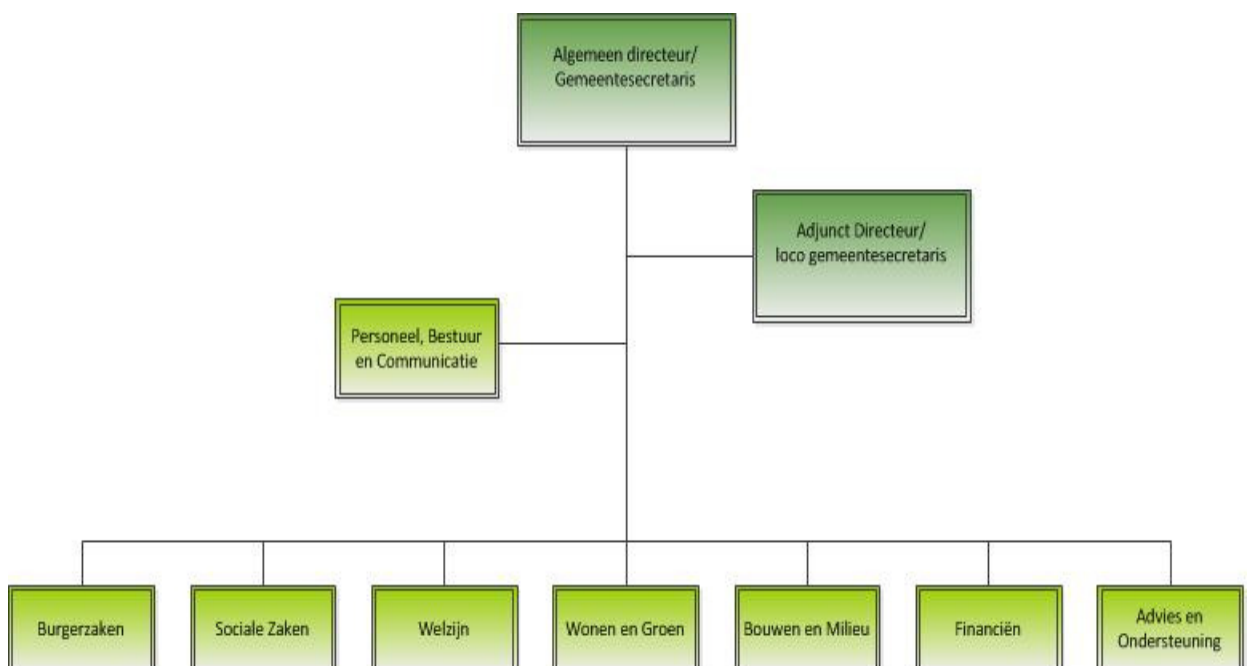 Algemeen directeur/
Gemeentesecretaris
Adjunct Directeur/
loco gemeentesecretaris
Personeel, Bestuur
en Communicatie
Burgerzaken
Sociale Zaken
Welzijn
Wonen en Groen
Bouwen en Milieu
Financiën
Advies en
Ondersteuning